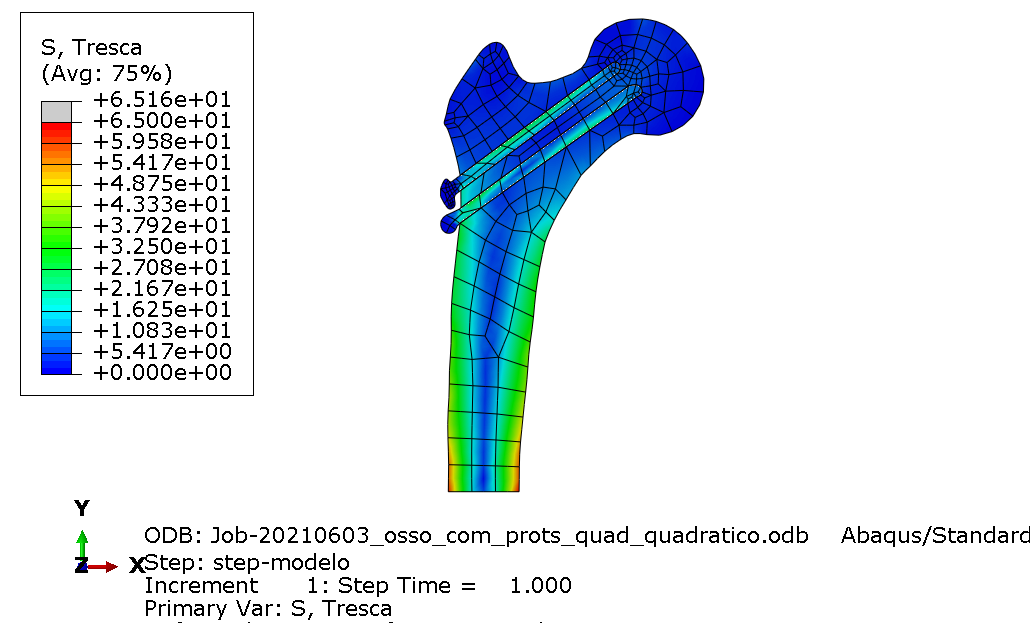 S, Tresca
(Avg: 75%)
+6.516e+01
+6.500e+01
+5.958e+01
+5.417e+01
+4.875e+01
+4.333e+01
+3.792e+01
+3.250e+01
+2.708e+01
+2.167e+01
+1.625e+01
+1.083e+01
+5.417e+00
+0.000e+00
Y
Z X
ODB: Job-20210603_osso_com_prots_quad_quadratico.odb Abaqus/Standard
Step: step-modelo
Increment 1: Step Time = 1.000
Primary Var: S, Tresca